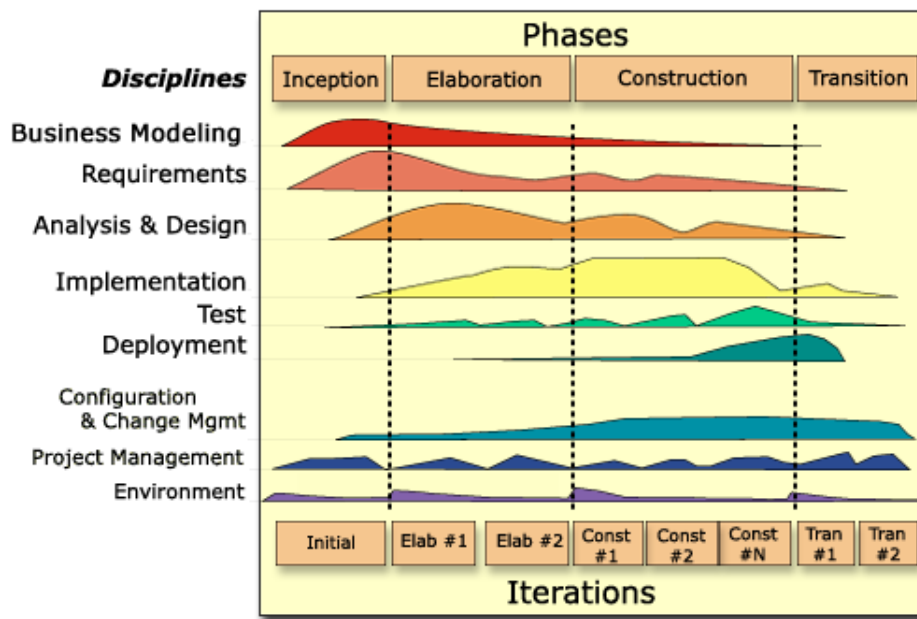 Phases
Disciplines
Inception
Elaboration
Construction
Transition
Business Modeling
Requirements
Analysis & Design
Implementation
Test
Deployment
Configuration
& Change Mgmt
Project Management
Environment
Initial
Elab #1
Elab #2
Const
#1
Const
#2
Const
#N
Tran
#1
Tran
#2
Iterations